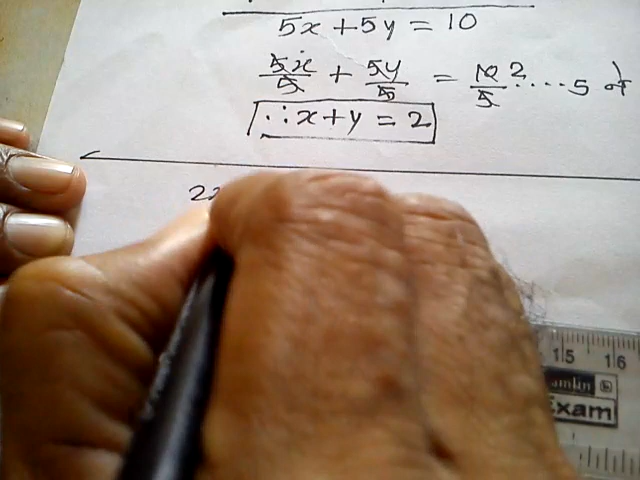 5x + 5y = 10
5x/5 + 5y/5 = 10/5 2 .... 5
∴ x + y = 2
15 16
Exam